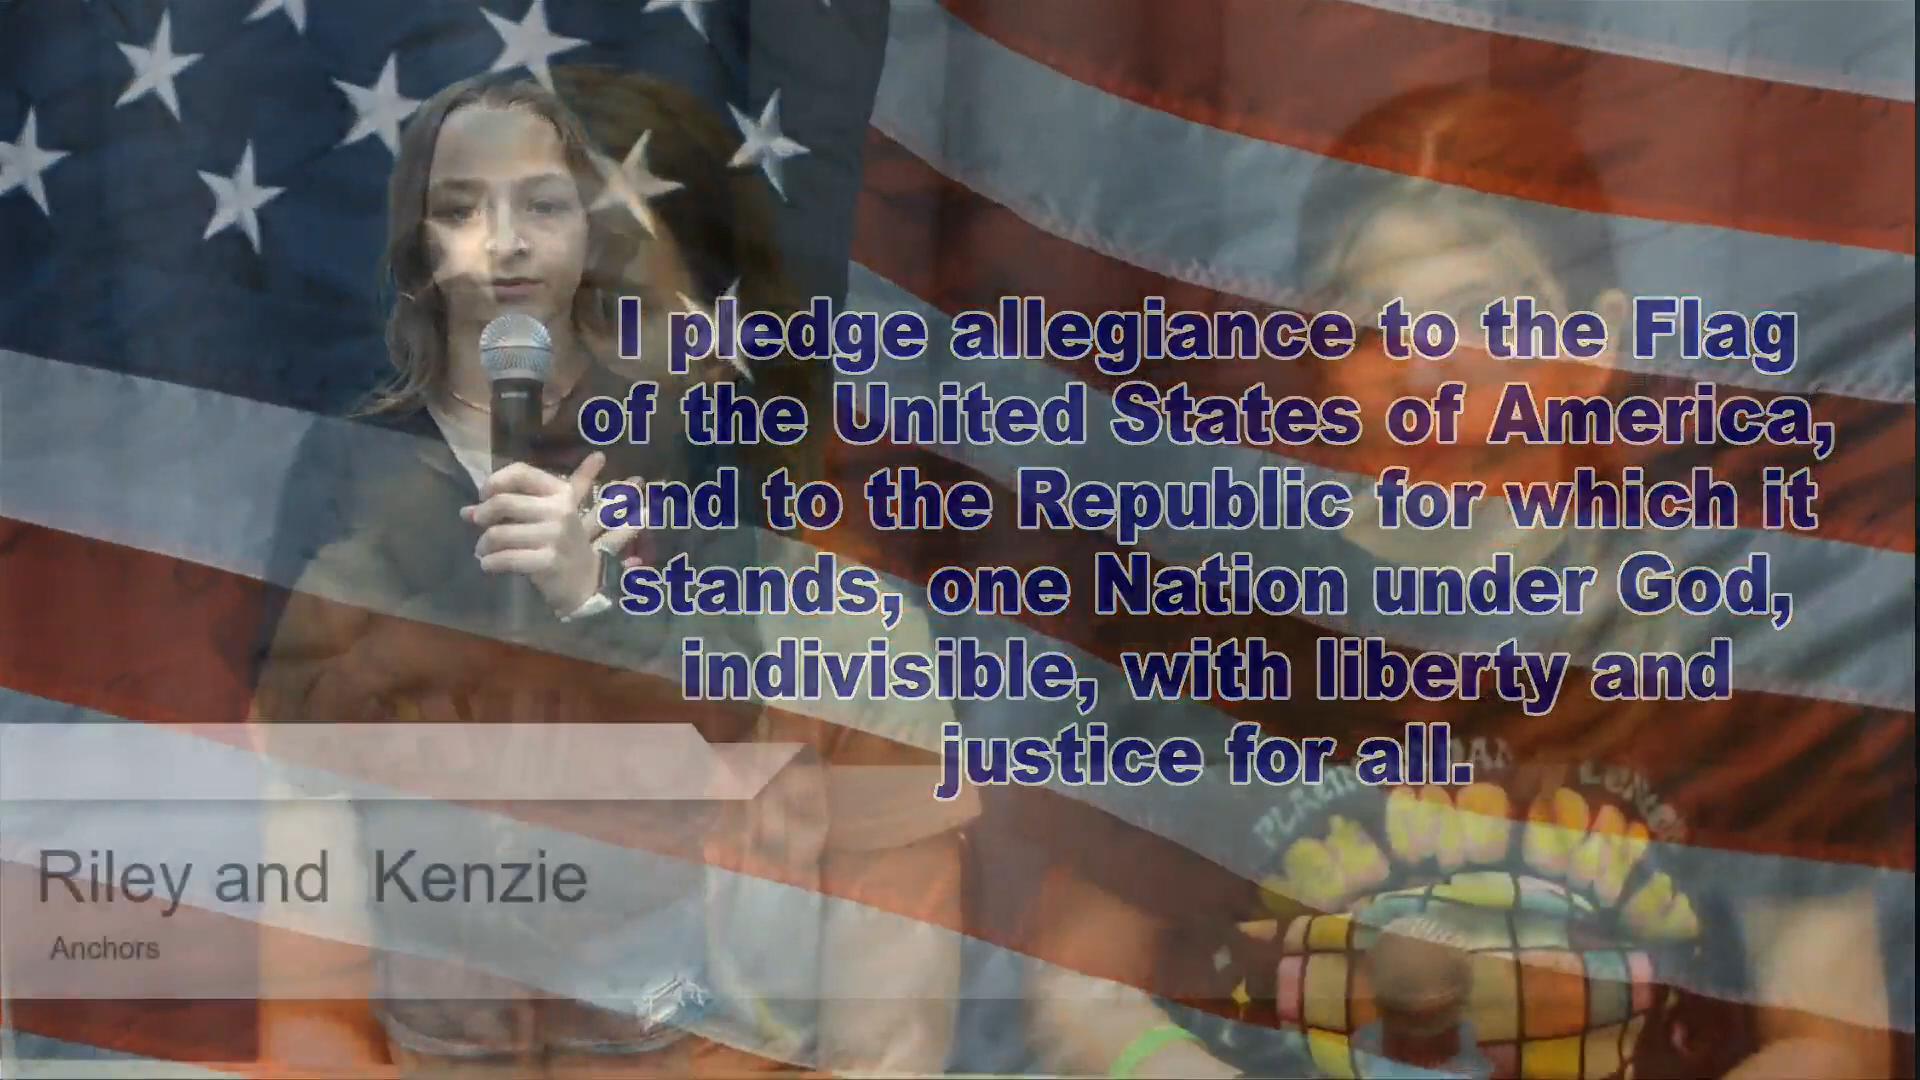 I pledge allegiance to the Flag
of the United States of America,
and to the Republic for which it
stands, one Nation under God,
indivisible, with liberty and
justice for all.
Riley and Kenzie
Anchors